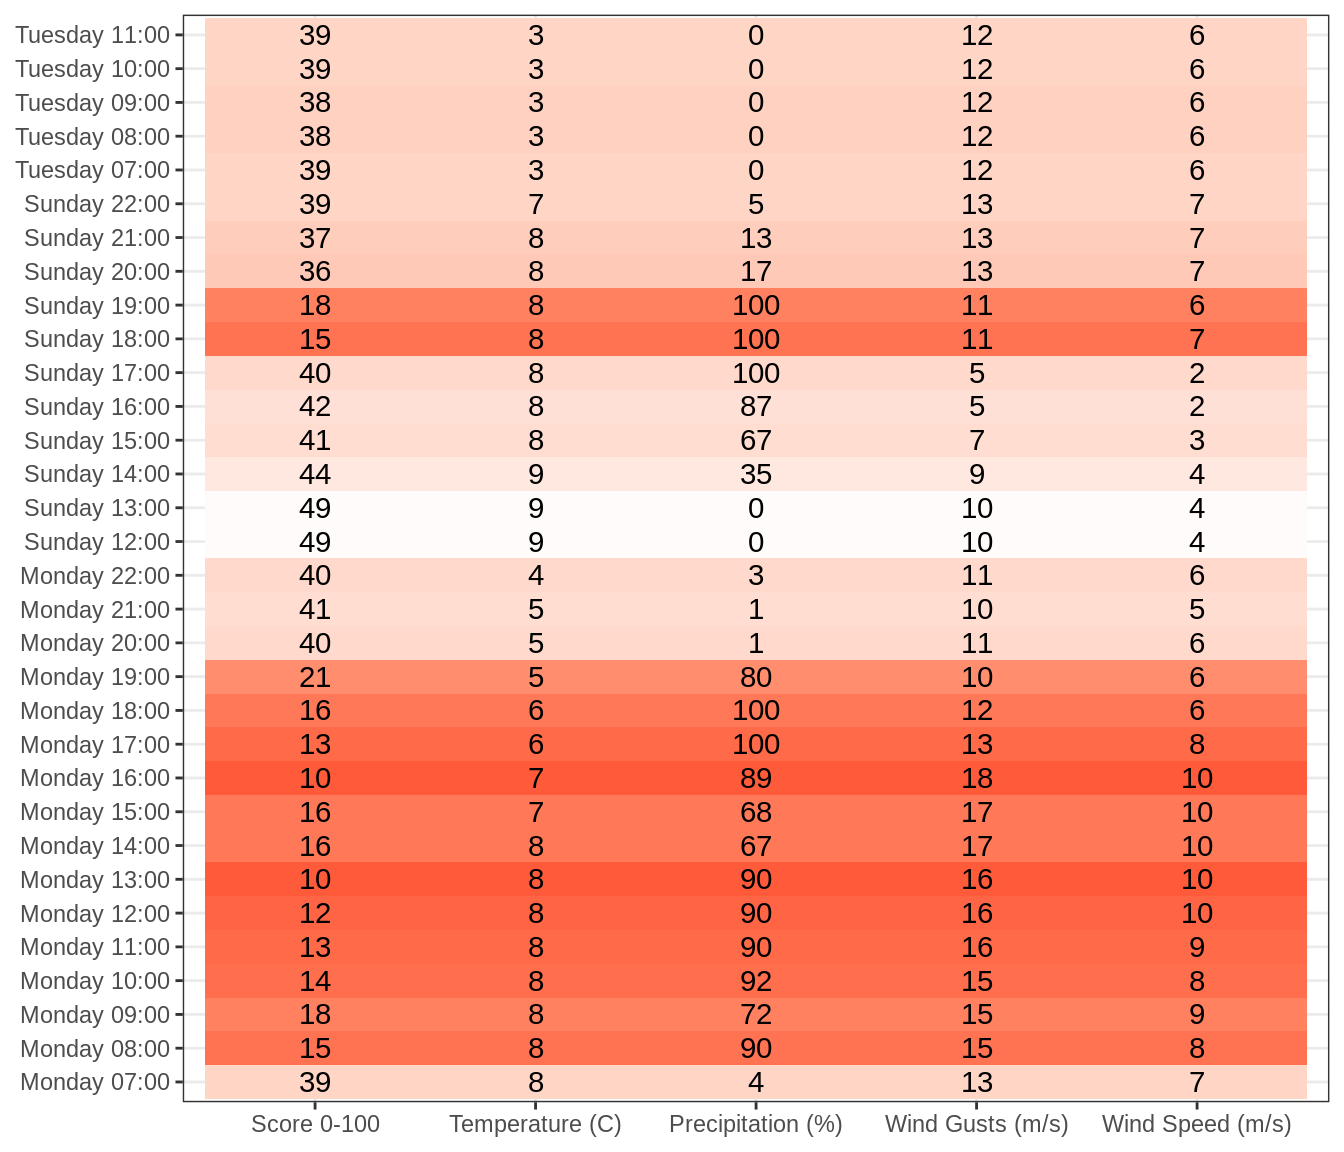 Tuesday 11:00 39 3 0 12 6
Tuesday 10:00 39 3 0 12 6
Tuesday 09:00 38 3 0 12 6
Tuesday 08:00 38 3 0 12 6
Tuesday 07:00 39 3 0 12 6
Sunday 22:00 39 7 5 13 7
Sunday 21:00 37 8 13 13 7
Sunday 20:00 36 8 17 13 7
Sunday 19:00 18 8 100 11 6
Sunday 18:00 15 8 100 11 7
Sunday 17:00 40 8 100 5 2
Sunday 16:00 42 8 87 5 2
Sunday 15:00 41 8 67 7 3
Sunday 14:00 44 9 35 9 4
Sunday 13:00 49 9 0 10 4
Sunday 12:00 49 9 0 10 4
Monday 22:00 40 4 3 11 6
Monday 21:00 41 5 1 10 5
Monday 20:00 40 5 1 11 6
Monday 19:00 21 5 80 10 6
Monday 18:00 16 6 100 12 6
Monday 17:00 13 6 100 13 8
Monday 16:00 10 7 89 18 10
Monday 15:00 16 7 68 17 10
Monday 14:00 16 8 67 17 10
Monday 13:00 10 8 90 16 10
Monday 12:00 12 8 90 16 10
Monday 11:00 13 8 90 16 9
Monday 10:00 14 8 92 15 8
Monday 09:00 18 8 72 15 9
Monday 08:00 15 8 90 15 8
Monday 07:00 39 8 4 13 7
Score 0-100 Temperature (C) Precipitation (%) Wind Gusts (m/s) Wind Speed (m/s)